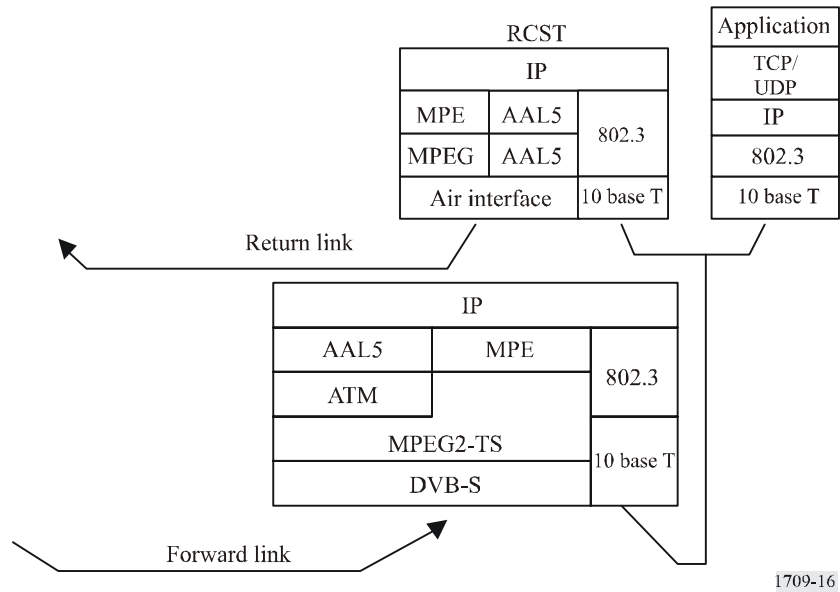 RCST
IP
MPE
AAL5
802.3
MPEG
AAL5
Air interface
10 base T
Application
TCP/
UDP
IP
802.3
10 base T
Return link
IP
AAL5
MPE
802.3
ATM
MPEG2-TS
10 base T
DVB-S
Forward link
1709-16